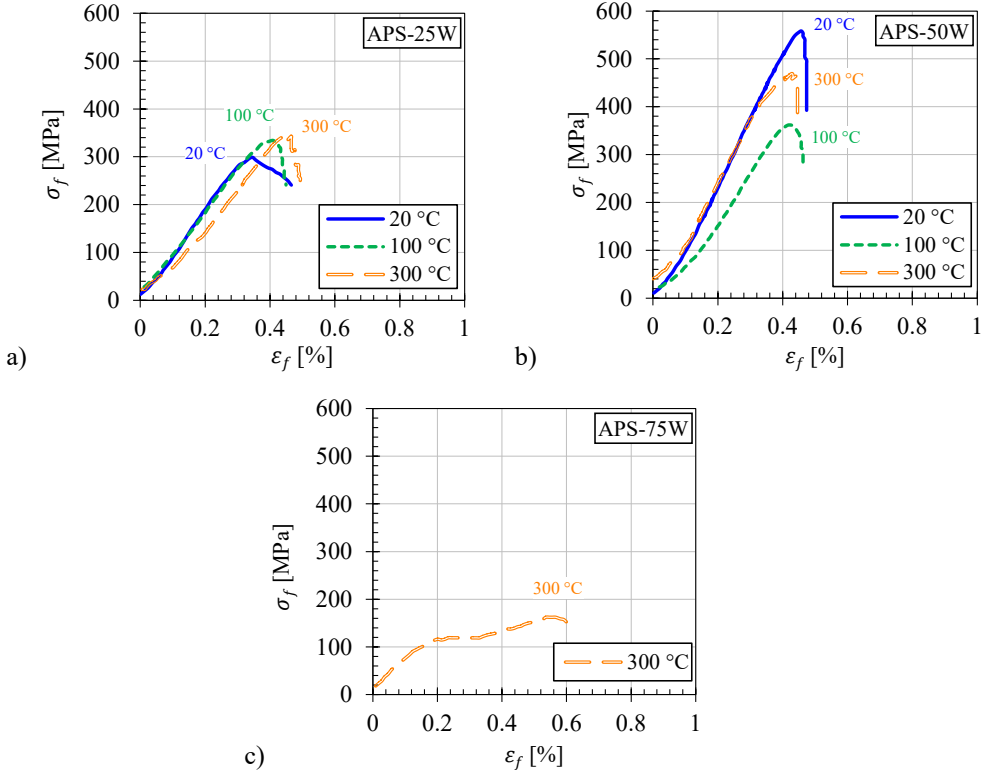 600
500
400
300
200
100
0
σf [MPa]
APS-25W
100 °C
300 °C
20 °C
20 °C
100 °C
300 °C
0
0.2
0.4
0.6
0.8
1
εf [%]
a)
600
500
400
300
200
100
0
σf [MPa]
20 °C
APS-50W
300 °C
100 °C
20 °C
100 °C
300 °C
0
0.2
0.4
0.6
0.8
1
εf [%]
b)
600
500
400
300
200
100
0
σf [MPa]
APS-75W
300 °C
300 °C
0
0.2
0.4
0.6
0.8
1
εf [%]
c)